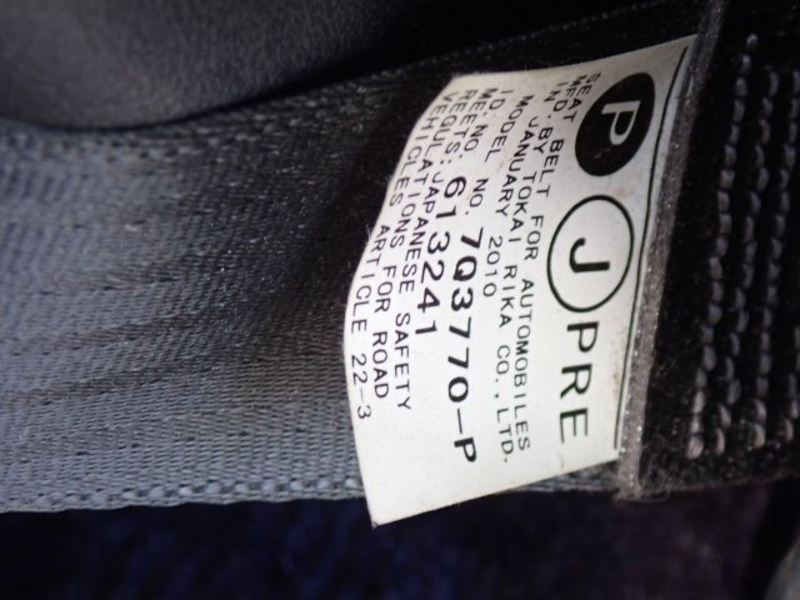 P J PRE
SEAT BELT FOR AUTOMOBILES
MFD. BY TOKAI RIKA CO., LTD.
IN JANUARY 2010
MODEL NO. 7Q3770-P
ID. NO. 613241
MEETS: JAPANESE SAFETY
REGULATIONS FOR ROAD
VEHICLES ARTICLE 22-3